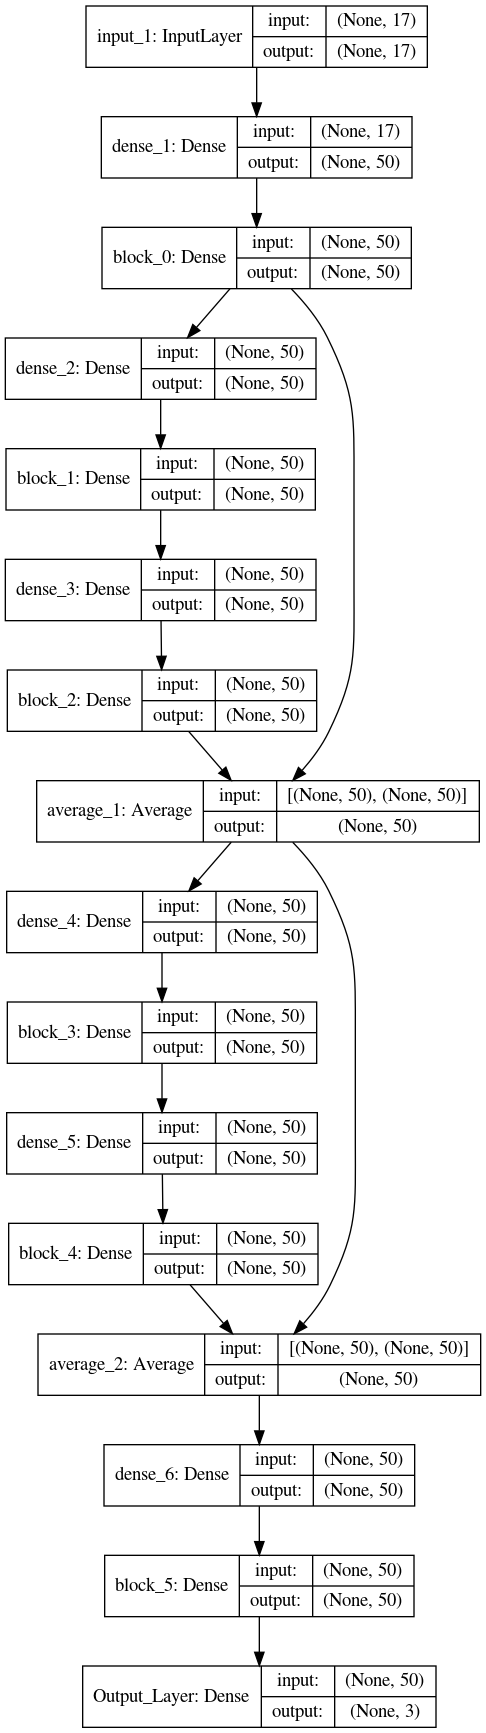 input_1: InputLayer
input: (None, 17)
output: (None, 17)
dense_1: Dense
input: (None, 17)
output: (None, 50)
block_0: Dense
input: (None, 50)
output: (None, 50)
dense_2: Dense
input: (None, 50)
output: (None, 50)
block_1: Dense
input: (None, 50)
output: (None, 50)
dense_3: Dense
input: (None, 50)
output: (None, 50)
block_2: Dense
input: (None, 50)
output: (None, 50)
average_1: Average
input: [(None, 50), (None, 50)]
output: (None, 50)
dense_4: Dense
input: (None, 50)
output: (None, 50)
block_3: Dense
input: (None, 50)
output: (None, 50)
dense_5: Dense
input: (None, 50)
output: (None, 50)
block_4: Dense
input: (None, 50)
output: (None, 50)
average_2: Average
input: [(None, 50), (None, 50)]
output: (None, 50)
dense_6: Dense
input: (None, 50)
output: (None, 50)
block_5: Dense
input: (None, 50)
output: (None, 50)
Output_Layer: Dense
input: (None, 50)
output: (None, 3)